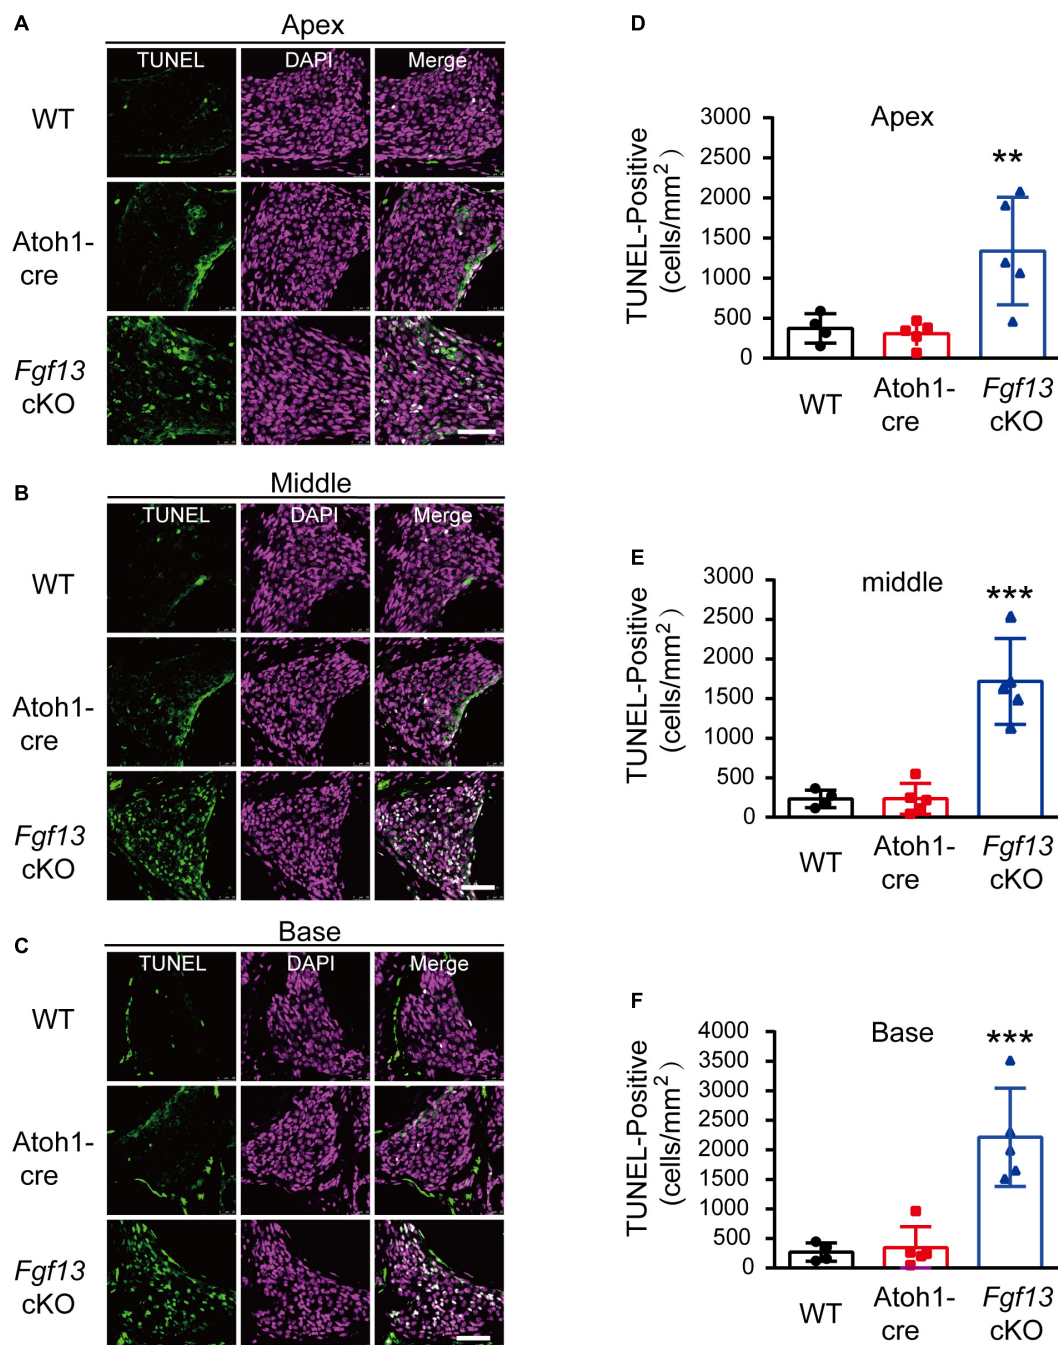 A
Apex
TUNEL DAPI Merge
WT
Atoh1-
cre
Fgf13
cKO
B
Middle
TUNEL DAPI Merge
WT
Atoh1-
cre
Fgf13
cKO
C
Base
TUNEL DAPI Merge
WT
Atoh1-
cre
Fgf13
cKO
D
Apex
TUNEL-Positive
(cells/mm²)
3000
2500
2000
1500
1000
500
0
**
WT
Atoh1-
cre
Fgf13
cKO
E
middle
TUNEL-Positive
(cells/mm²)
3000
2500
2000
1500
1000
500
0
***
WT
Atoh1-
cre
Fgf13
cKO
F
Base
TUNEL-Positive
(cells/mm²)
4000
3500
3000
2500
2000
1500
1000
500
0
***
WT
Atoh1-
cre
Fgf13
cKO